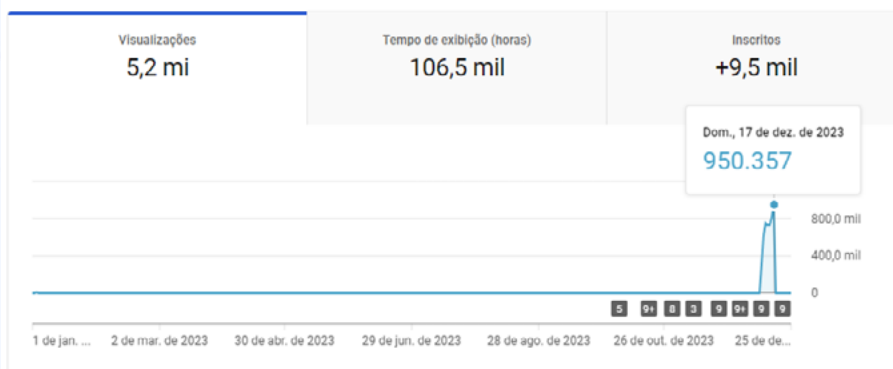 Visualizações
5,2 mi
Tempo de exibição (horas)
106,5 mil
Inscritos
+9,5 mil
Dom., 17 de dez. de 2023
950.357
800,0 mil
400,0 mil
0
5 9+ 8 3 9 9+ 9 9
1 de jan. ... 2 de mar. de 2023 30 de abr. de 2023 29 de jun. de 2023 28 de ago. de 2023 26 de out. de 2023 25 de de...